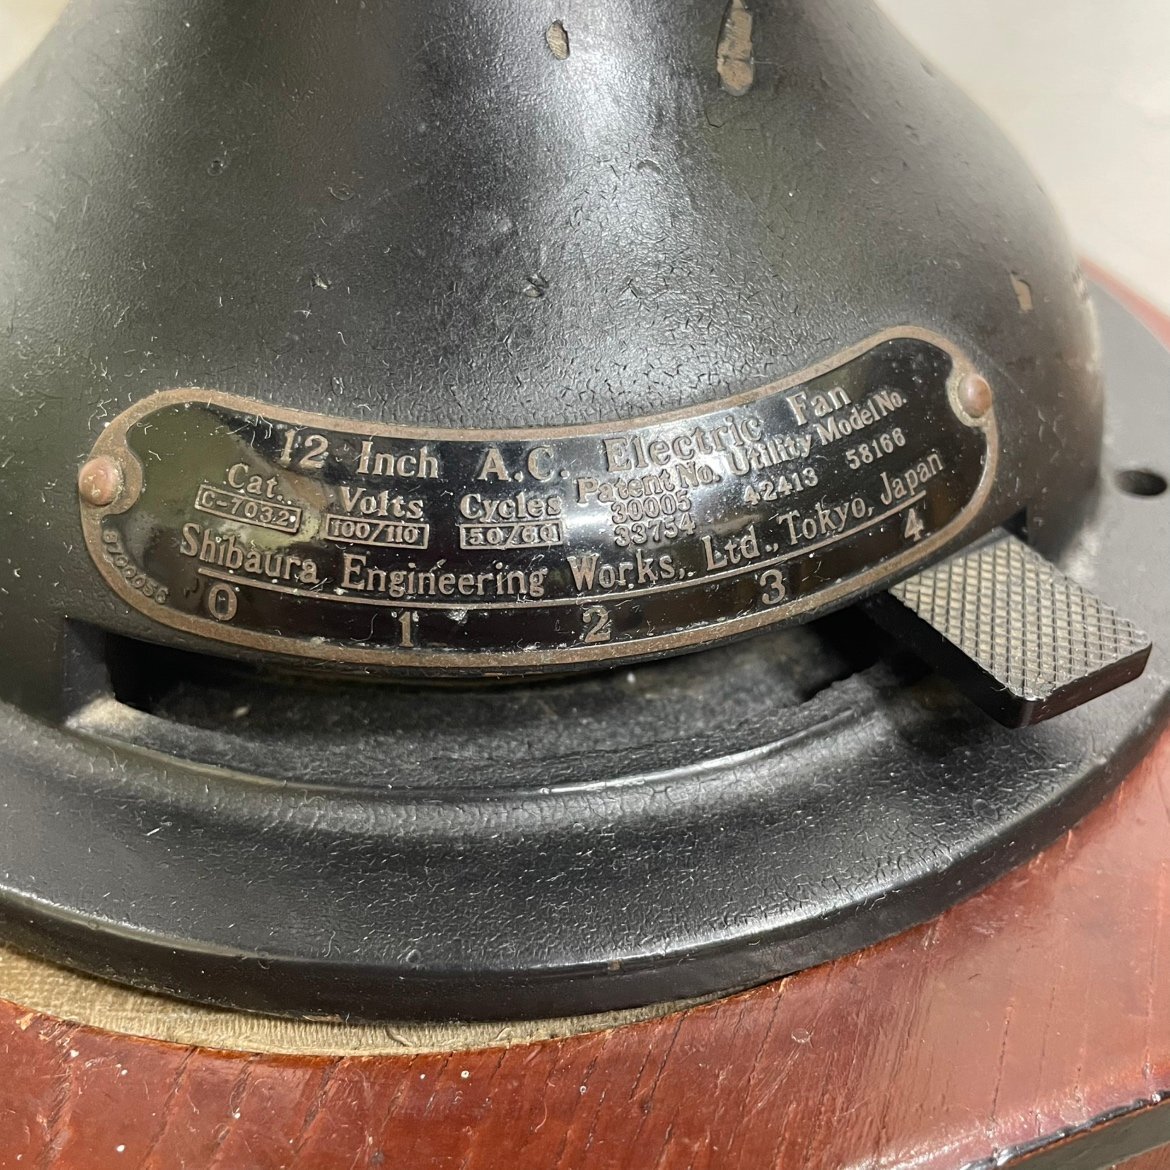 12 Inch A.C. Electric Fan
Cat. Volts Cycles Patent No. Utility Model No.
C-7032 100/110 50/60 30005 42413 58168
33754
Shibaura Engineering Works, Ltd., Tokyo, Japan
0 1 2 3 4